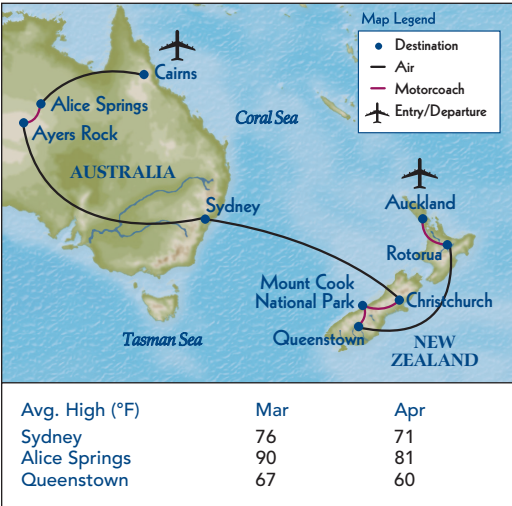 Map Legend
Destination
Air
Motorcoach
Entry/Departure
Cairns
Alice Springs
Ayers Rock
Coral Sea
AUSTRALIA
Sydney
Auckland
Rotorua
Mount Cook
National Park
Christchurch
Queenstown
Tasman Sea
NEW
ZEALAND
Avg. High (°F) Mar Apr
Sydney 76 71
Alice Springs 90 81
Queenstown 67 60